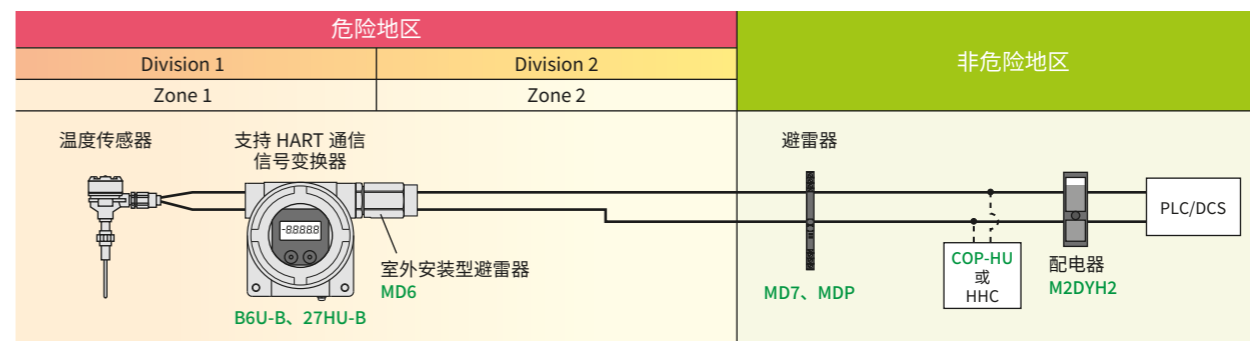 危险地区
非危险地区
Division 1
Division 2
Zone 1
Zone 2
温度传感器
支持 HART 通信
信号变换器
避雷器
-88888
PLC/DCS
室外安装型避雷器
MD6
B6U-B、27HU-B
MD7、MDP
COP-HU
或
HHC
配电器
M2DYH2